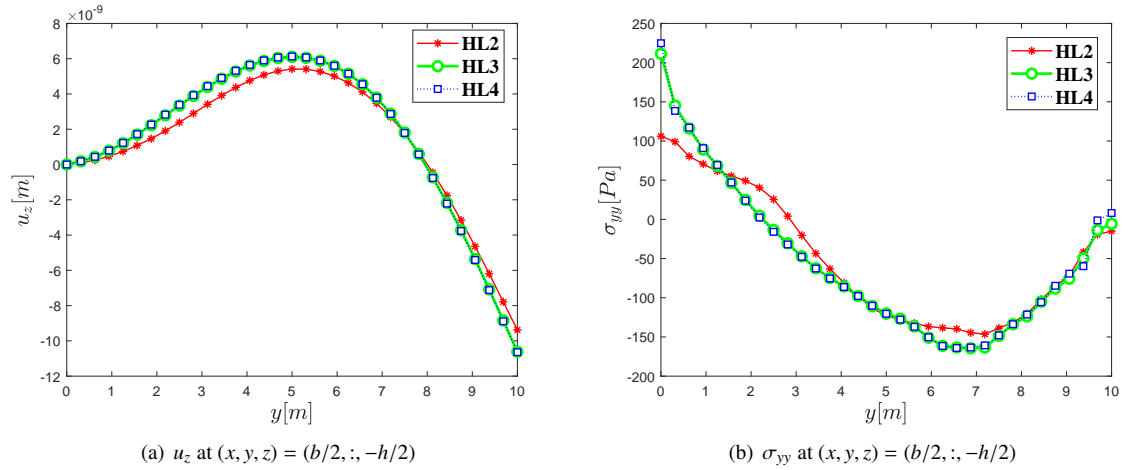 ×10⁻⁹
8
6
4
2
0
-2
-4
-6
-8
-10
-12
u_z[m]
0 1 2 3 4 5 6 7 8 9 10
y[m]
HL2
HL3
HL4
(a) u_z at (x, y, z) = (b/2, :, −h/2)
250
200
150
100
50
0
-50
-100
-150
-200
σ_yy[Pa]
0 1 2 3 4 5 6 7 8 9 10
y[m]
HL2
HL3
HL4
(b) σ_yy at (x, y, z) = (b/2, :, −h/2)